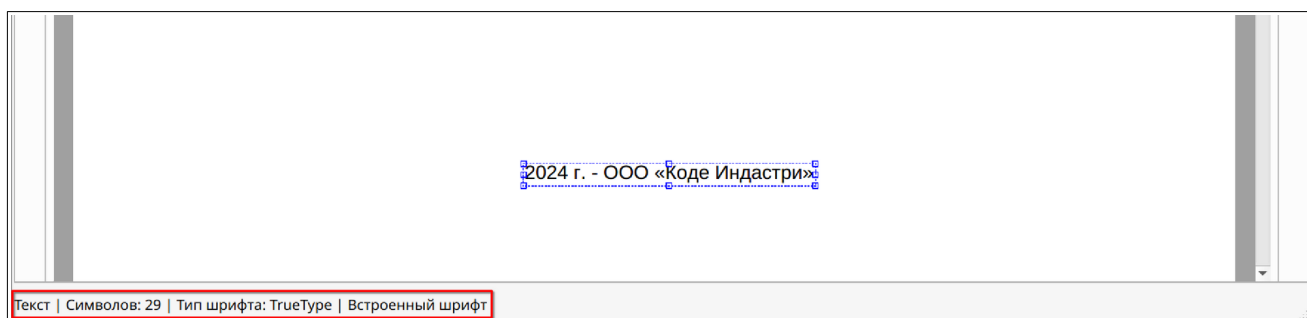 2024 г. - ООО «Коде Индастри»
Текст | Символов: 29 | Тип шрифта: TrueType | Встроенный шрифт